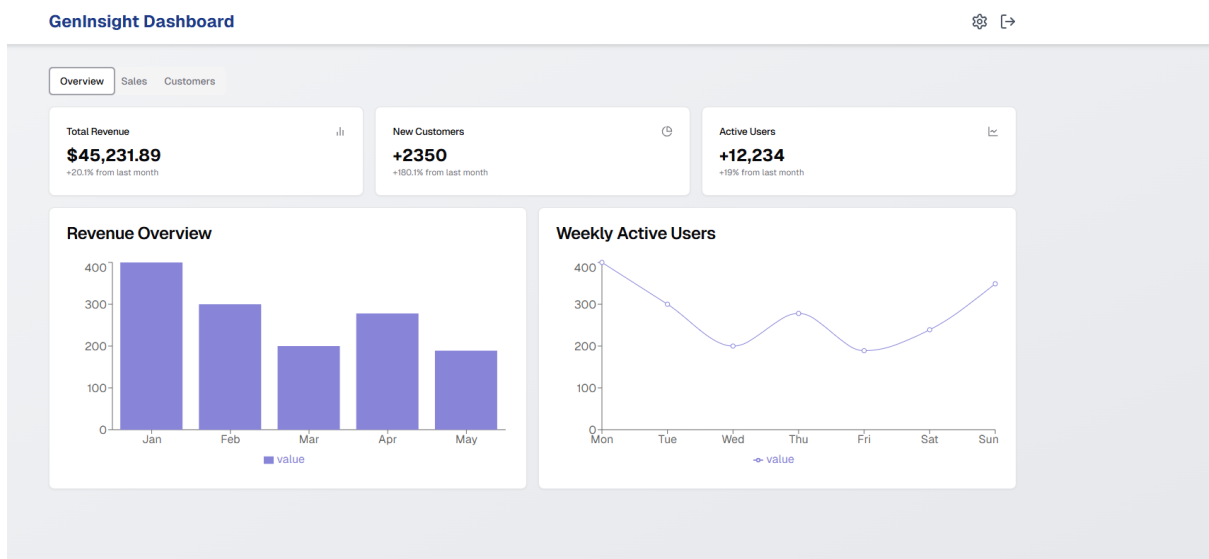 GenInsight Dashboard
Overview Sales Customers
Total Revenue
$45,231.89
+20.1% from last month
New Customers
+2350
+180.1% from last month
Active Users
+12,234
+19% from last month
Revenue Overview
400
300
200
100
0
Jan Feb Mar Apr May
value
Weekly Active Users
400
300
200
100
0
Mon Tue Wed Thu Fri Sat Sun
value